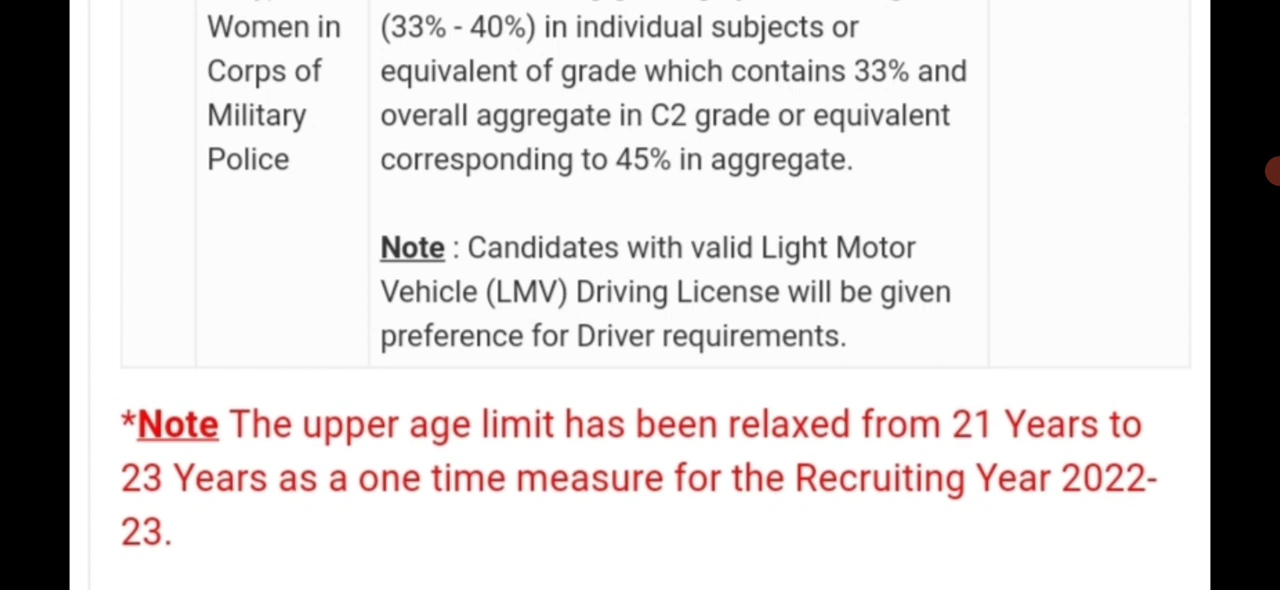 Women in
Corps of
Military
Police
(33% - 40%) in individual subjects or
equivalent of grade which contains 33% and
overall aggregate in C2 grade or equivalent
corresponding to 45% in aggregate.
Note : Candidates with valid Light Motor
Vehicle (LMV) Driving License will be given
preference for Driver requirements.
*Note The upper age limit has been relaxed from 21 Years to
23 Years as a one time measure for the Recruiting Year 2022-
23.